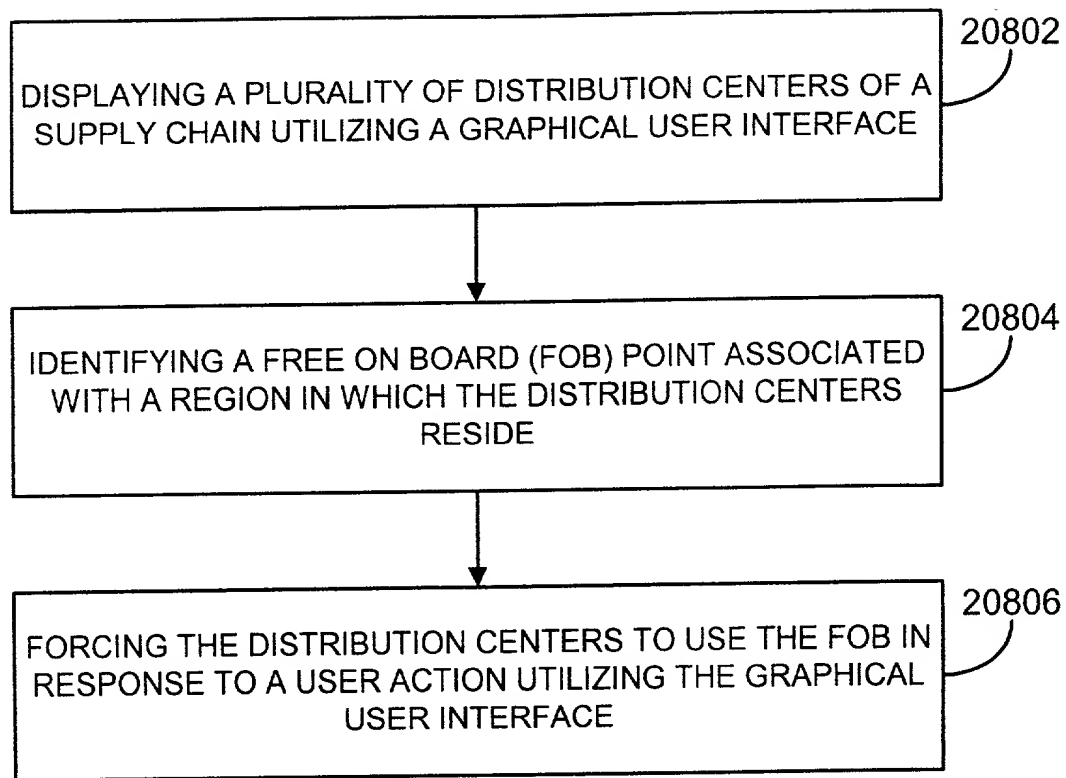 20802
DISPLAYING A PLURALITY OF DISTRIBUTION CENTERS OF A
SUPPLY CHAIN UTILIZING A GRAPHICAL USER INTERFACE
20804
IDENTIFYING A FREE ON BOARD (FOB) POINT ASSOCIATED
WITH A REGION IN WHICH THE DISTRIBUTION CENTERS
RESIDE
20806
FORCING THE DISTRIBUTION CENTERS TO USE THE FOB IN
RESPONSE TO A USER ACTION UTILIZING THE GRAPHICAL
USER INTERFACE